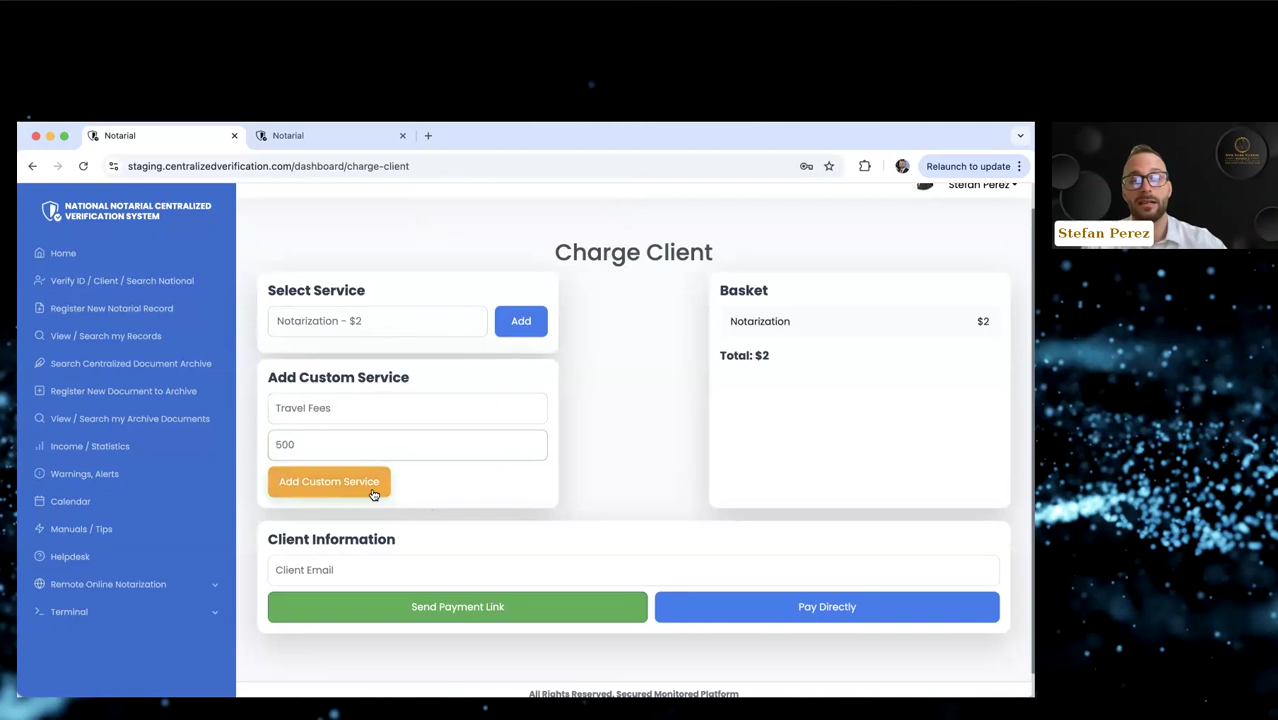 Notarial
Notarial
staging.centralizedverification.com/dashboard/charge-client
Relaunch to update
NATIONAL NOTARIAL CENTRALIZED
VERIFICATION SYSTEM
Stefan Perez
Home
Verify ID / Client / Search National
Register New Notarial Record
View / Search my Records
Search Centralized Document Archive
Register New Document to Archive
View / Search my Archive Documents
Income / Statistics
Warnings, Alerts
Calendar
Manuals / Tips
Helpdesk
Remote Online Notarization
Terminal
Charge Client
Select Service
Notarization - $2
Add
Add Custom Service
Travel Fees
500
Add Custom Service
Basket
Notarization $2
Total: $2
Client Information
Client Email
Send Payment Link
Pay Directly
All Rights Reserved. Secured Monitored Platform
Stefan Perez